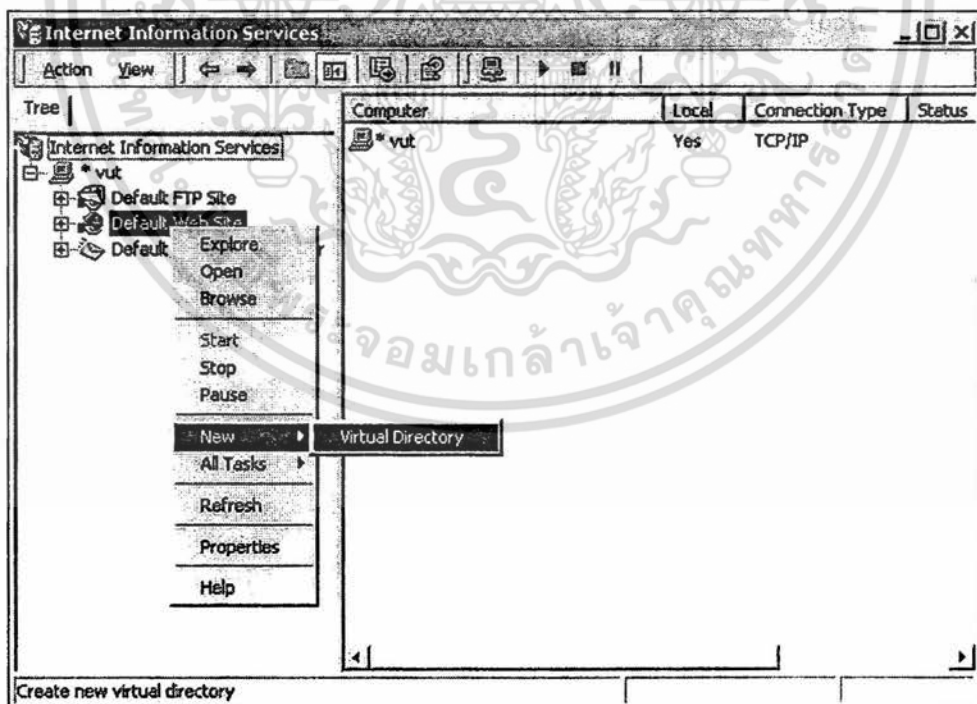 Internet Information Services
Action View
Tree
Computer Local Connection Type Status
Internet Information Services
* vut
* vut Yes TCP/IP
Default FTP Site
Default Web Site
Default
Explore
Open
Browse
Start
Stop
Pause
New Virtual Directory
All Tasks
Refresh
Properties
Help
Create new virtual directory
พระจอมเกล้าเจ้าคุณทหาร